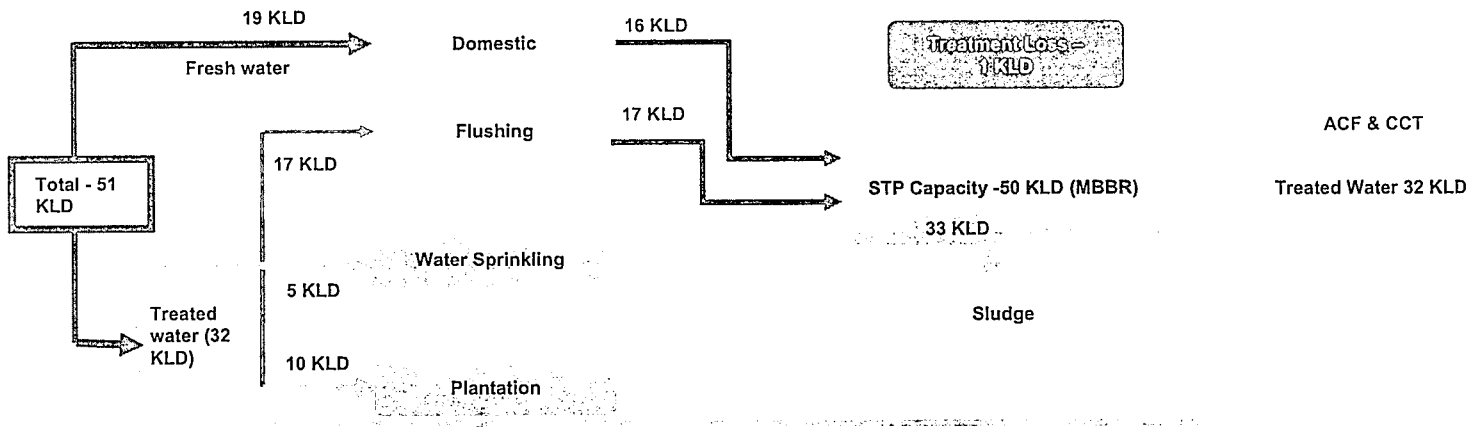 19 KLD
Fresh water
Domestic
16 KLD
Treatment Loss –
1 KLD
17 KLD
Flushing
17 KLD
ACF & CCT
Total - 51
KLD
STP Capacity -50 KLD (MBBR)
33 KLD
Treated Water 32 KLD
Water Sprinkling
5 KLD
Treated
water (32
KLD)
Sludge
10 KLD
Plantation